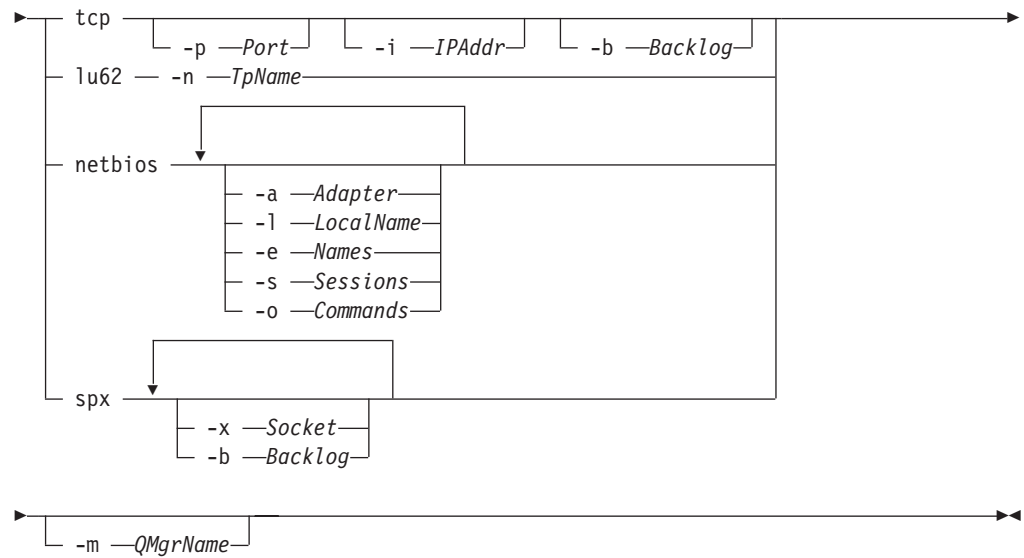 tcp
-p Port -i IPAddr -b Backlog
lu62 -n TpName
netbios
-a Adapter
-l LocalName
-e Names
-s Sessions
-o Commands
spx
-x Socket
-b Backlog
-m QMgrName